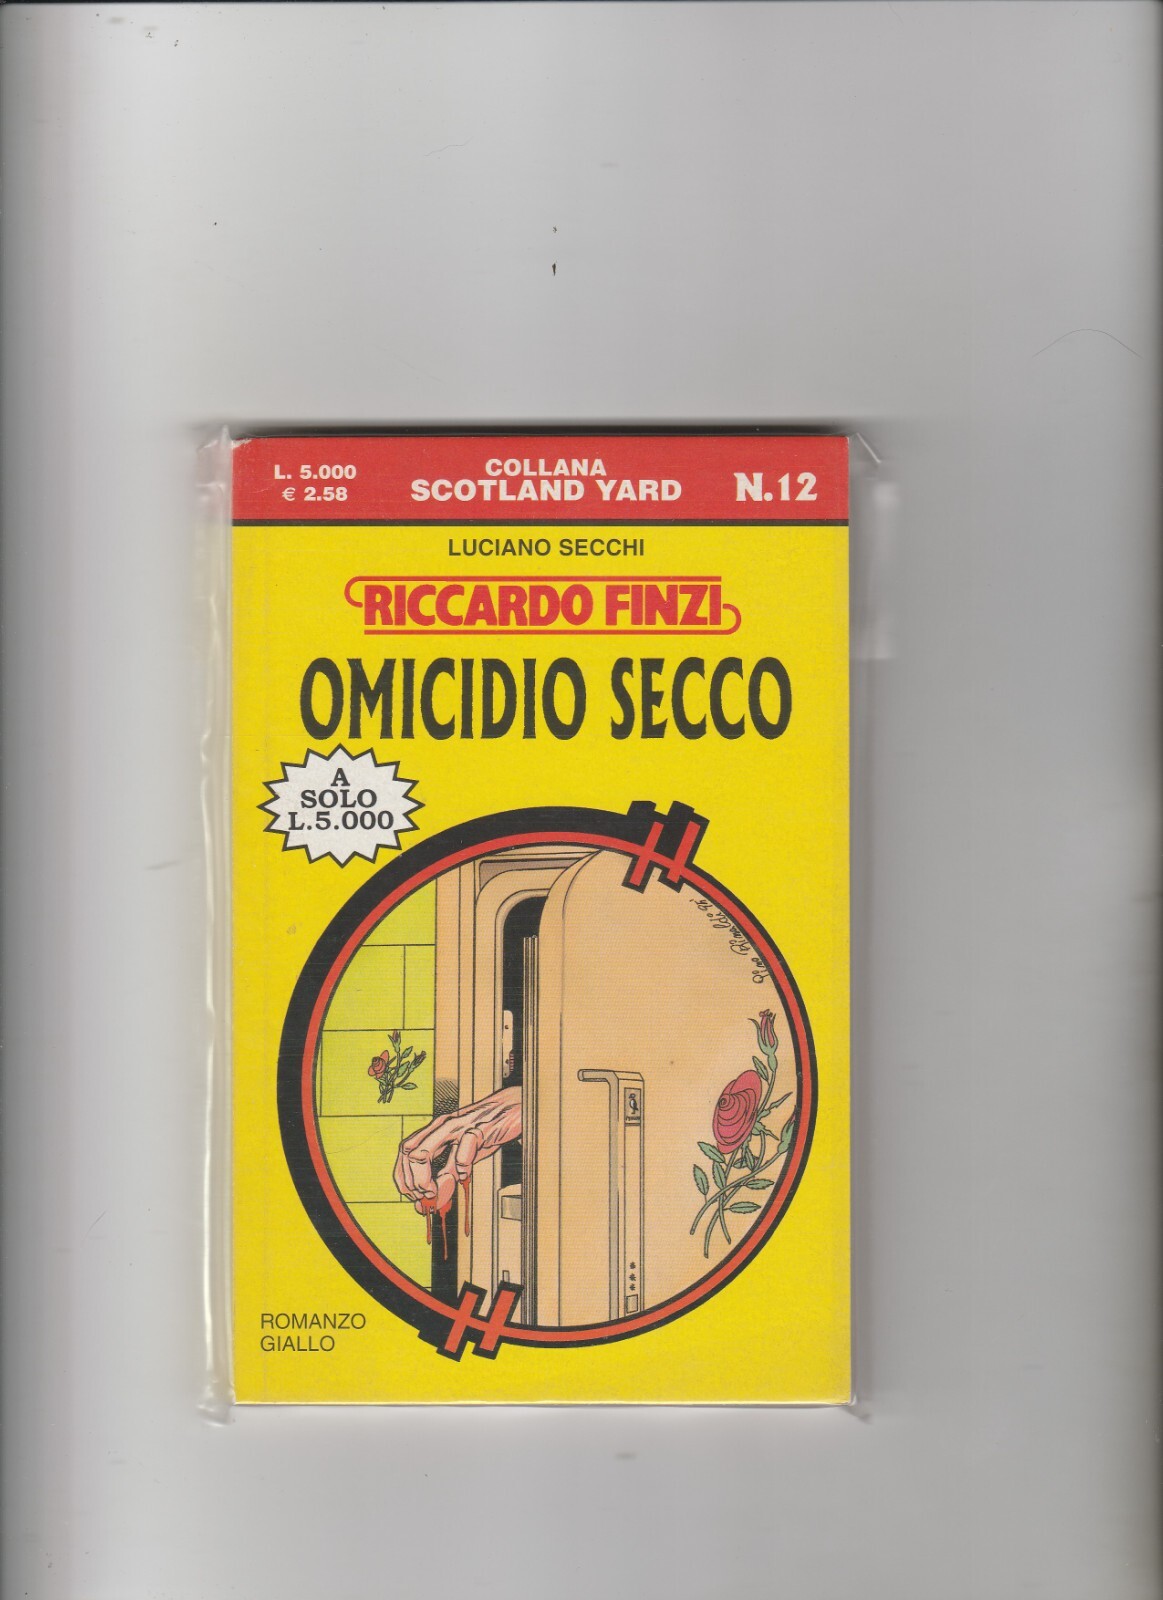 L. 5.000
€ 2.58
COLLANA
SCOTLAND YARD
N.12
LUCIANO SECCHI
RICCARDO FINZI
OMICIDIO SECCO
A
SOLO
L.5.000
ROMANZO
GIALLO